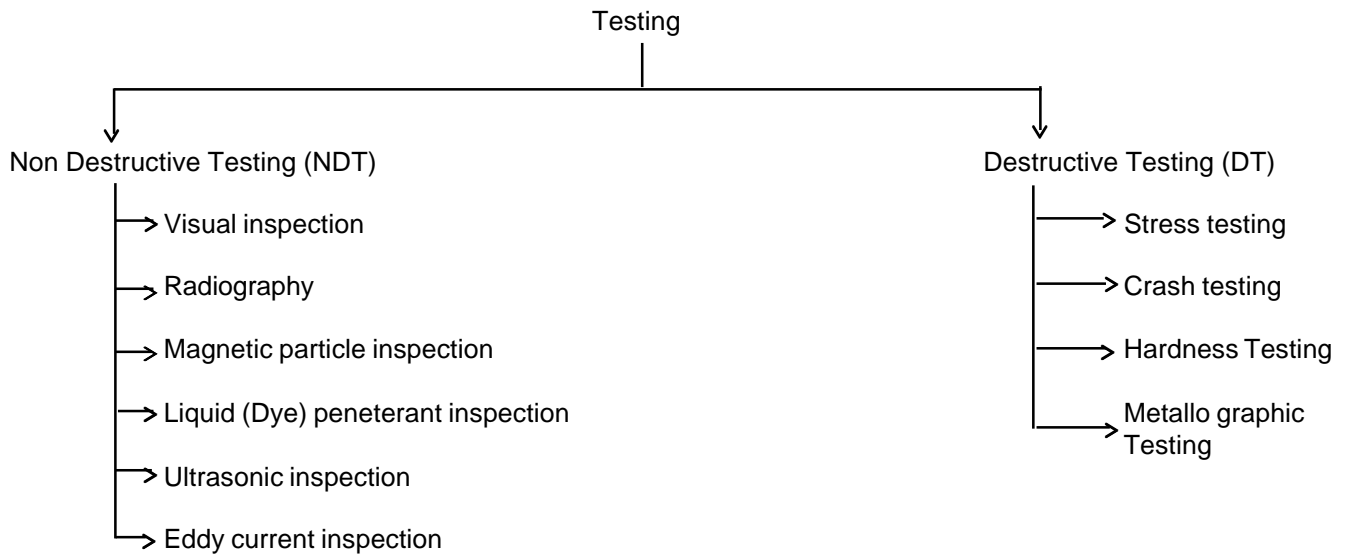 Testing
Non Destructive Testing (NDT)
Visual inspection
Radiography
Magnetic particle inspection
Liquid (Dye) peneterant inspection
Ultrasonic inspection
Eddy current inspection
Destructive Testing (DT)
Stress testing
Crash testing
Hardness Testing
Metallo graphic
Testing